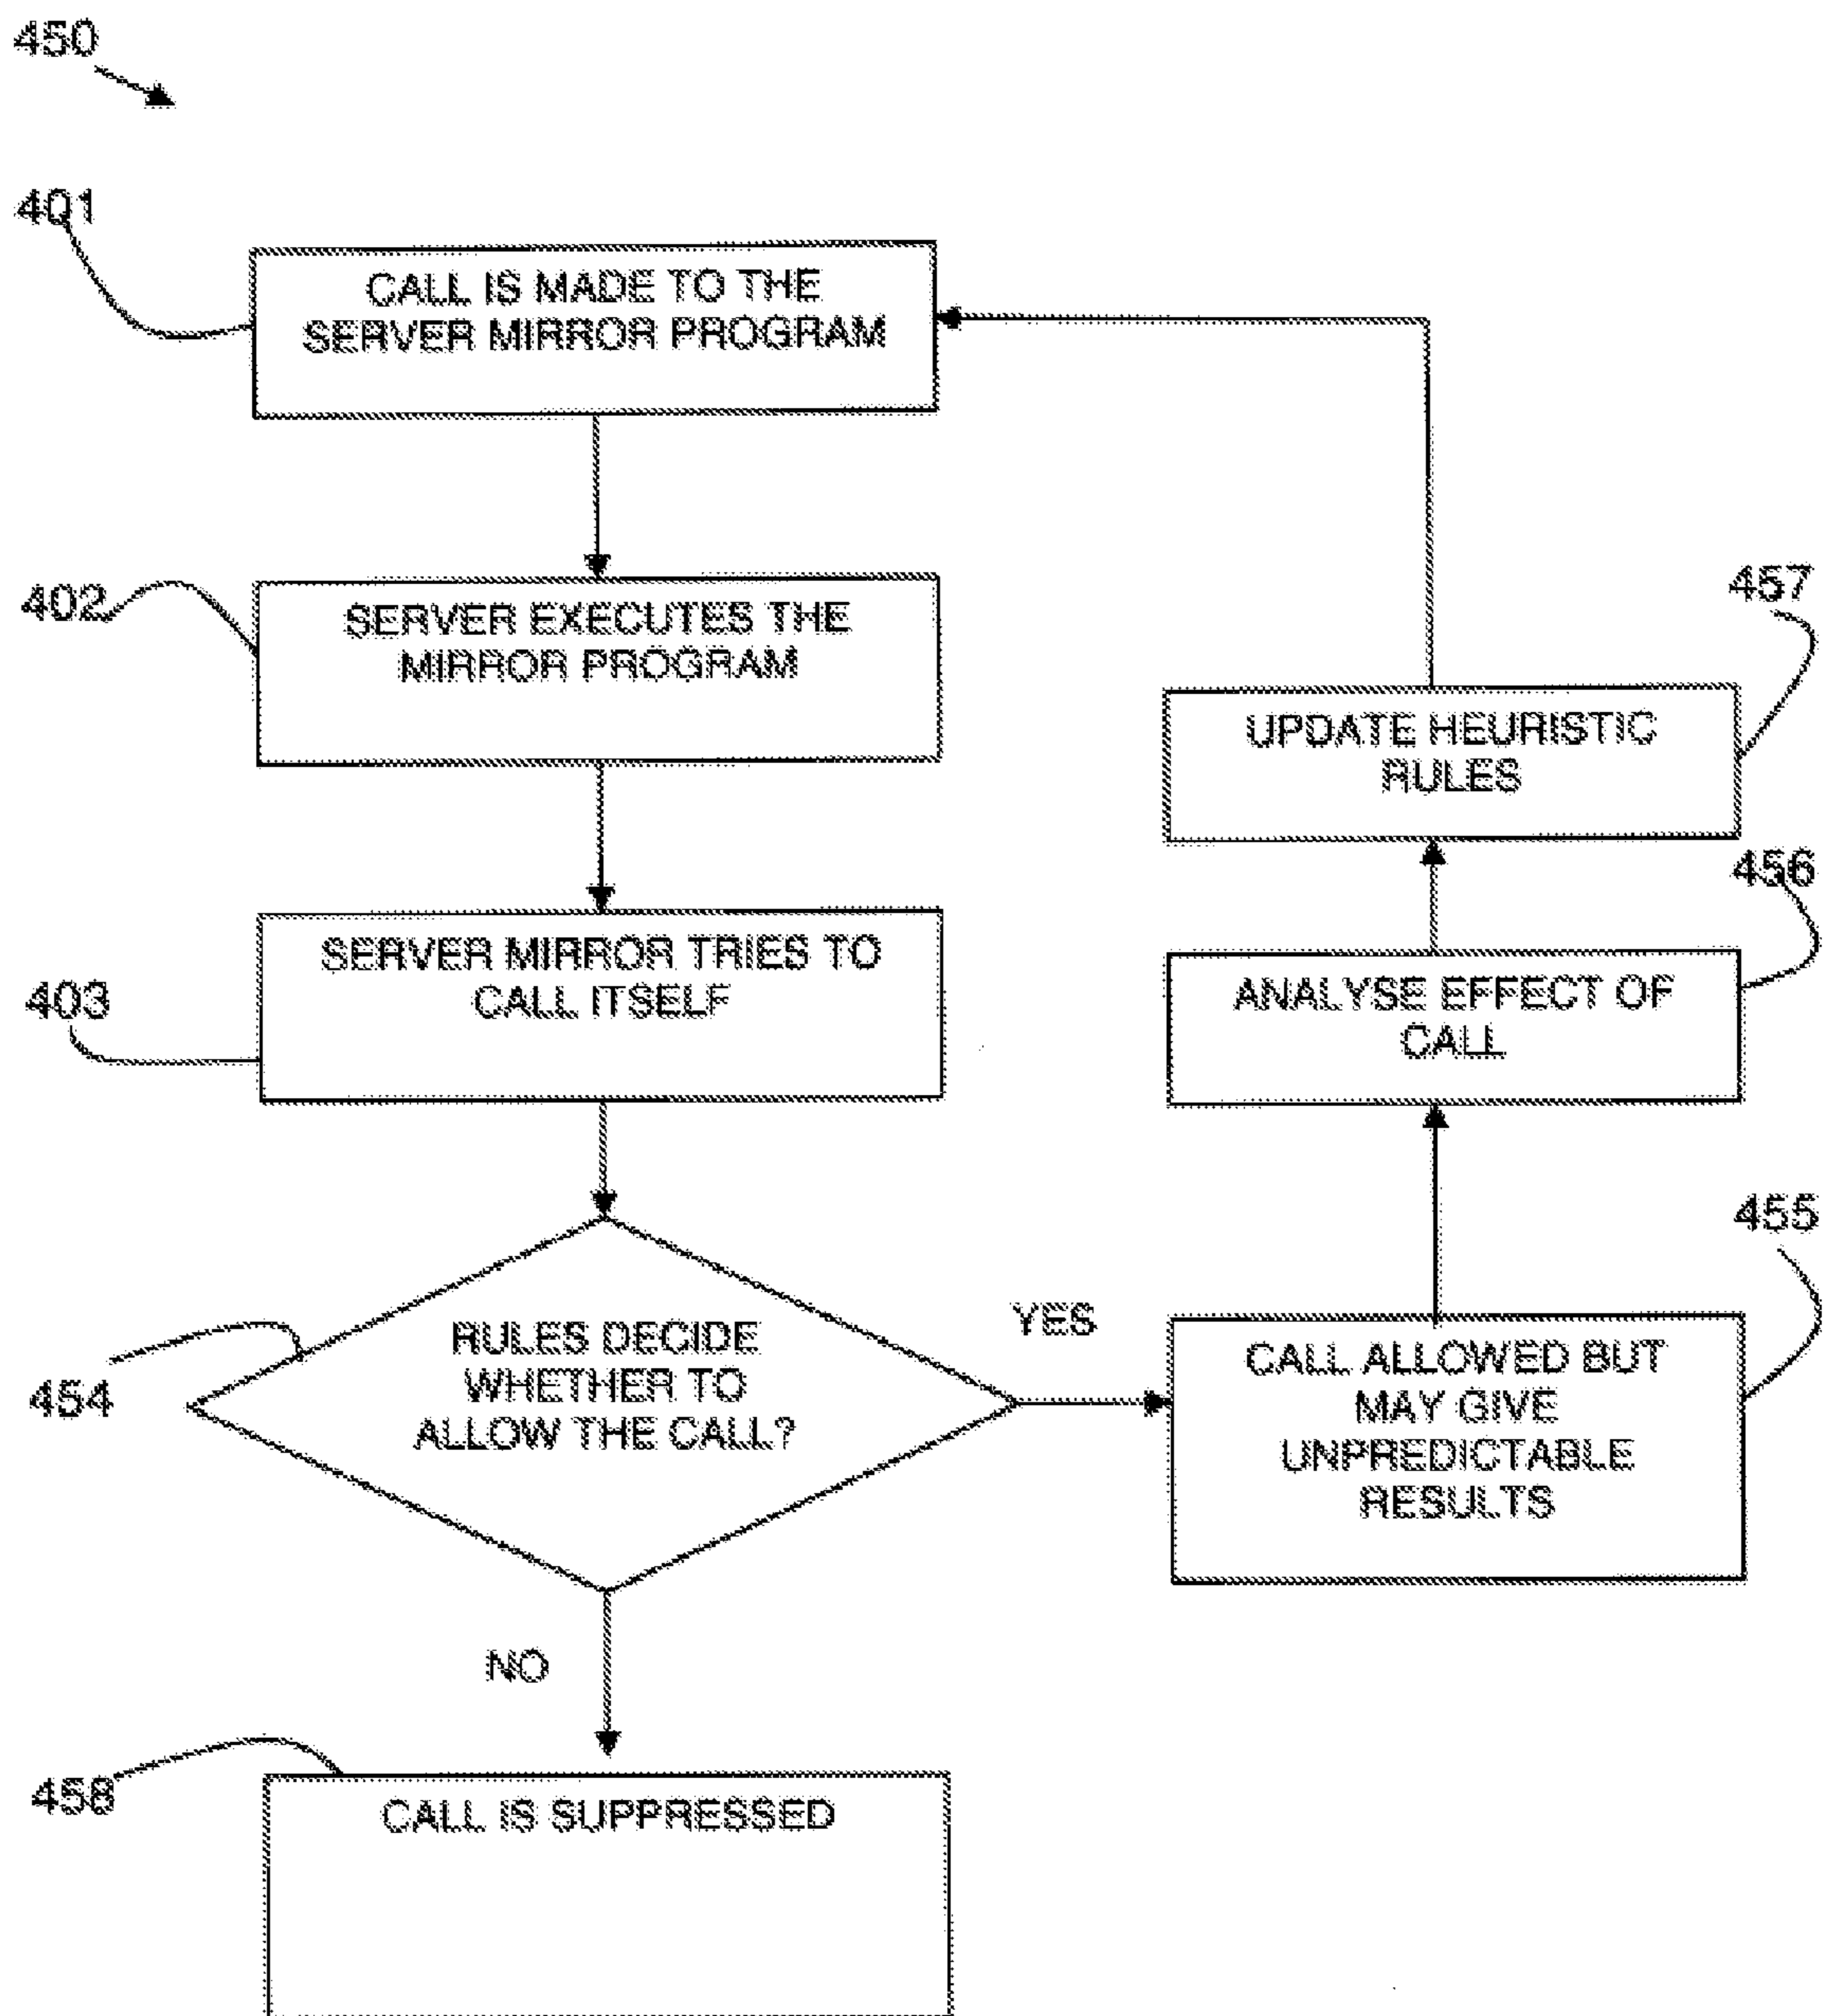 450
401
CALL IS MADE TO THE
SERVER MIRROR PROGRAM
402
SERVER EXECUTES THE
MIRROR PROGRAM
457
UPDATE HEURISTIC
RULES
456
403
SERVER MIRROR TRIES TO
CALL ITSELF
ANALYSE EFFECT OF
CALL
455
454
RULES DECIDE
WHETHER TO
ALLOW THE CALL?
YES
CALL ALLOWED BUT
MAY GIVE
UNPREDICTABLE
RESULTS
NO
458
CALL IS SUPPRESSED